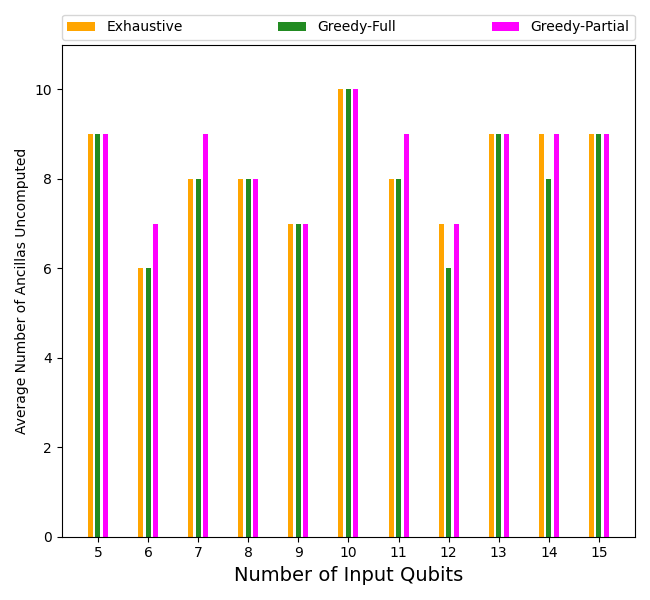 Exhaustive Greedy-Full Greedy-Partial
Average Number of Ancillas Uncomputed
10
8
6
4
2
0
5 6 7 8 9 10 11 12 13 14 15
Number of Input Qubits